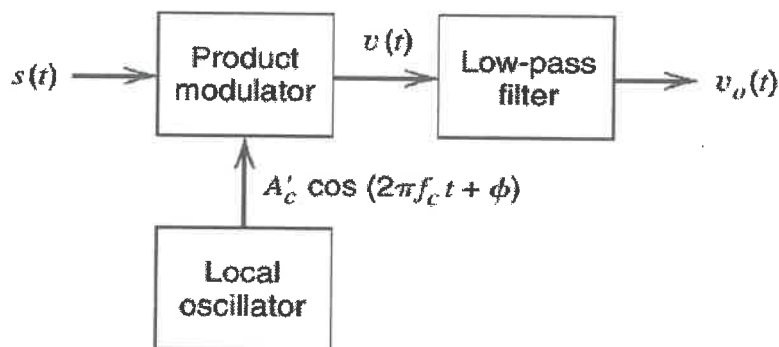 s(t)
Product
modulator
v(t)
Low-pass
filter
v_o(t)
A'_c cos (2πf_c t + ϕ)
Local
oscillator